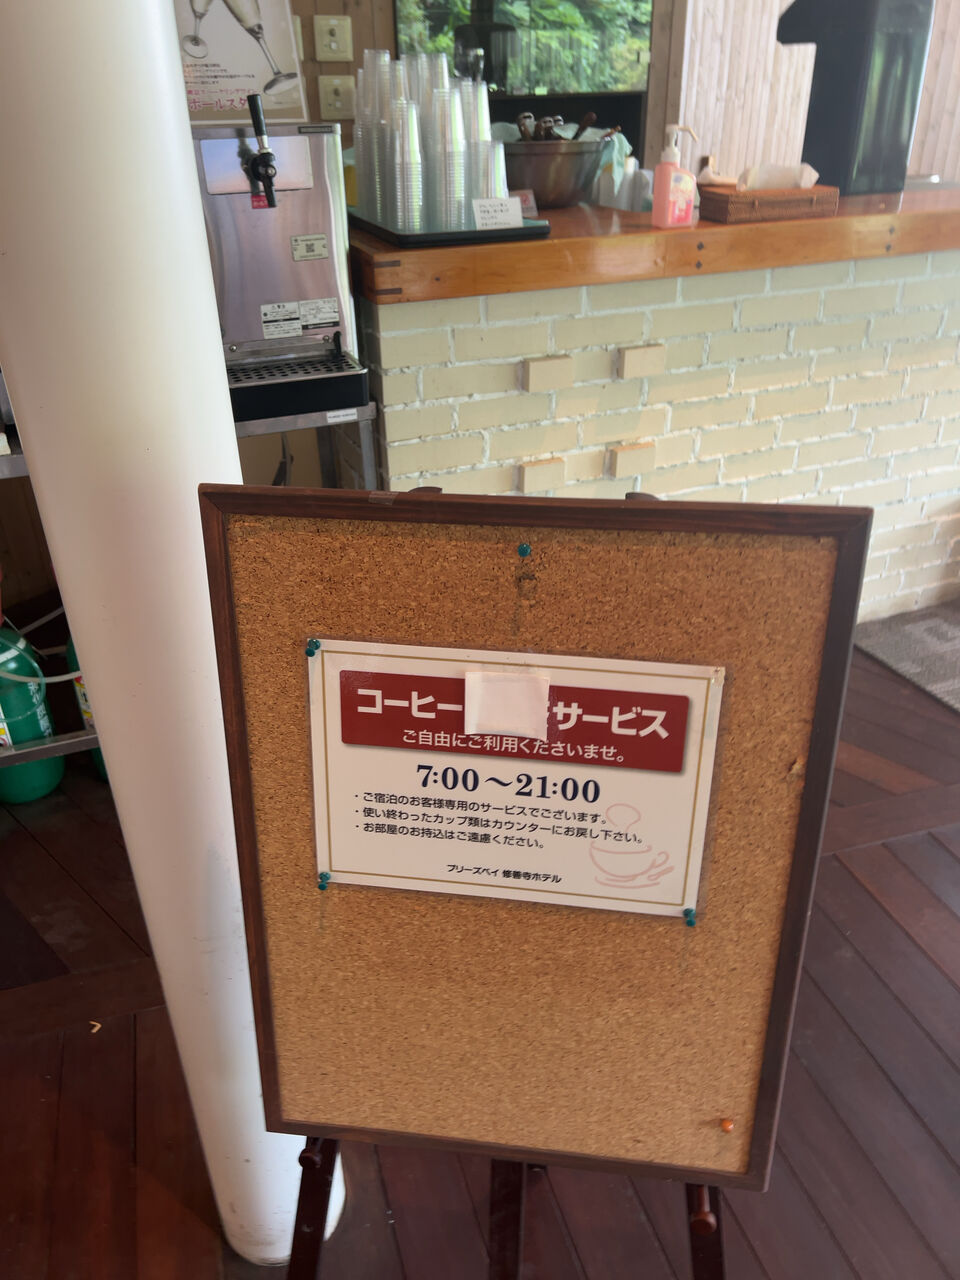 ホールスタ
コーヒー サービス
ご自由にご利用くださいませ。
7:00～21:00
・ご宿泊のお客様専用のサービスでございます。
・使い終わったカップ類はカウンターにお戻し下さい。
・お部屋のお持込はご遠慮ください。
ブリーズベイ 修善寺ホテル